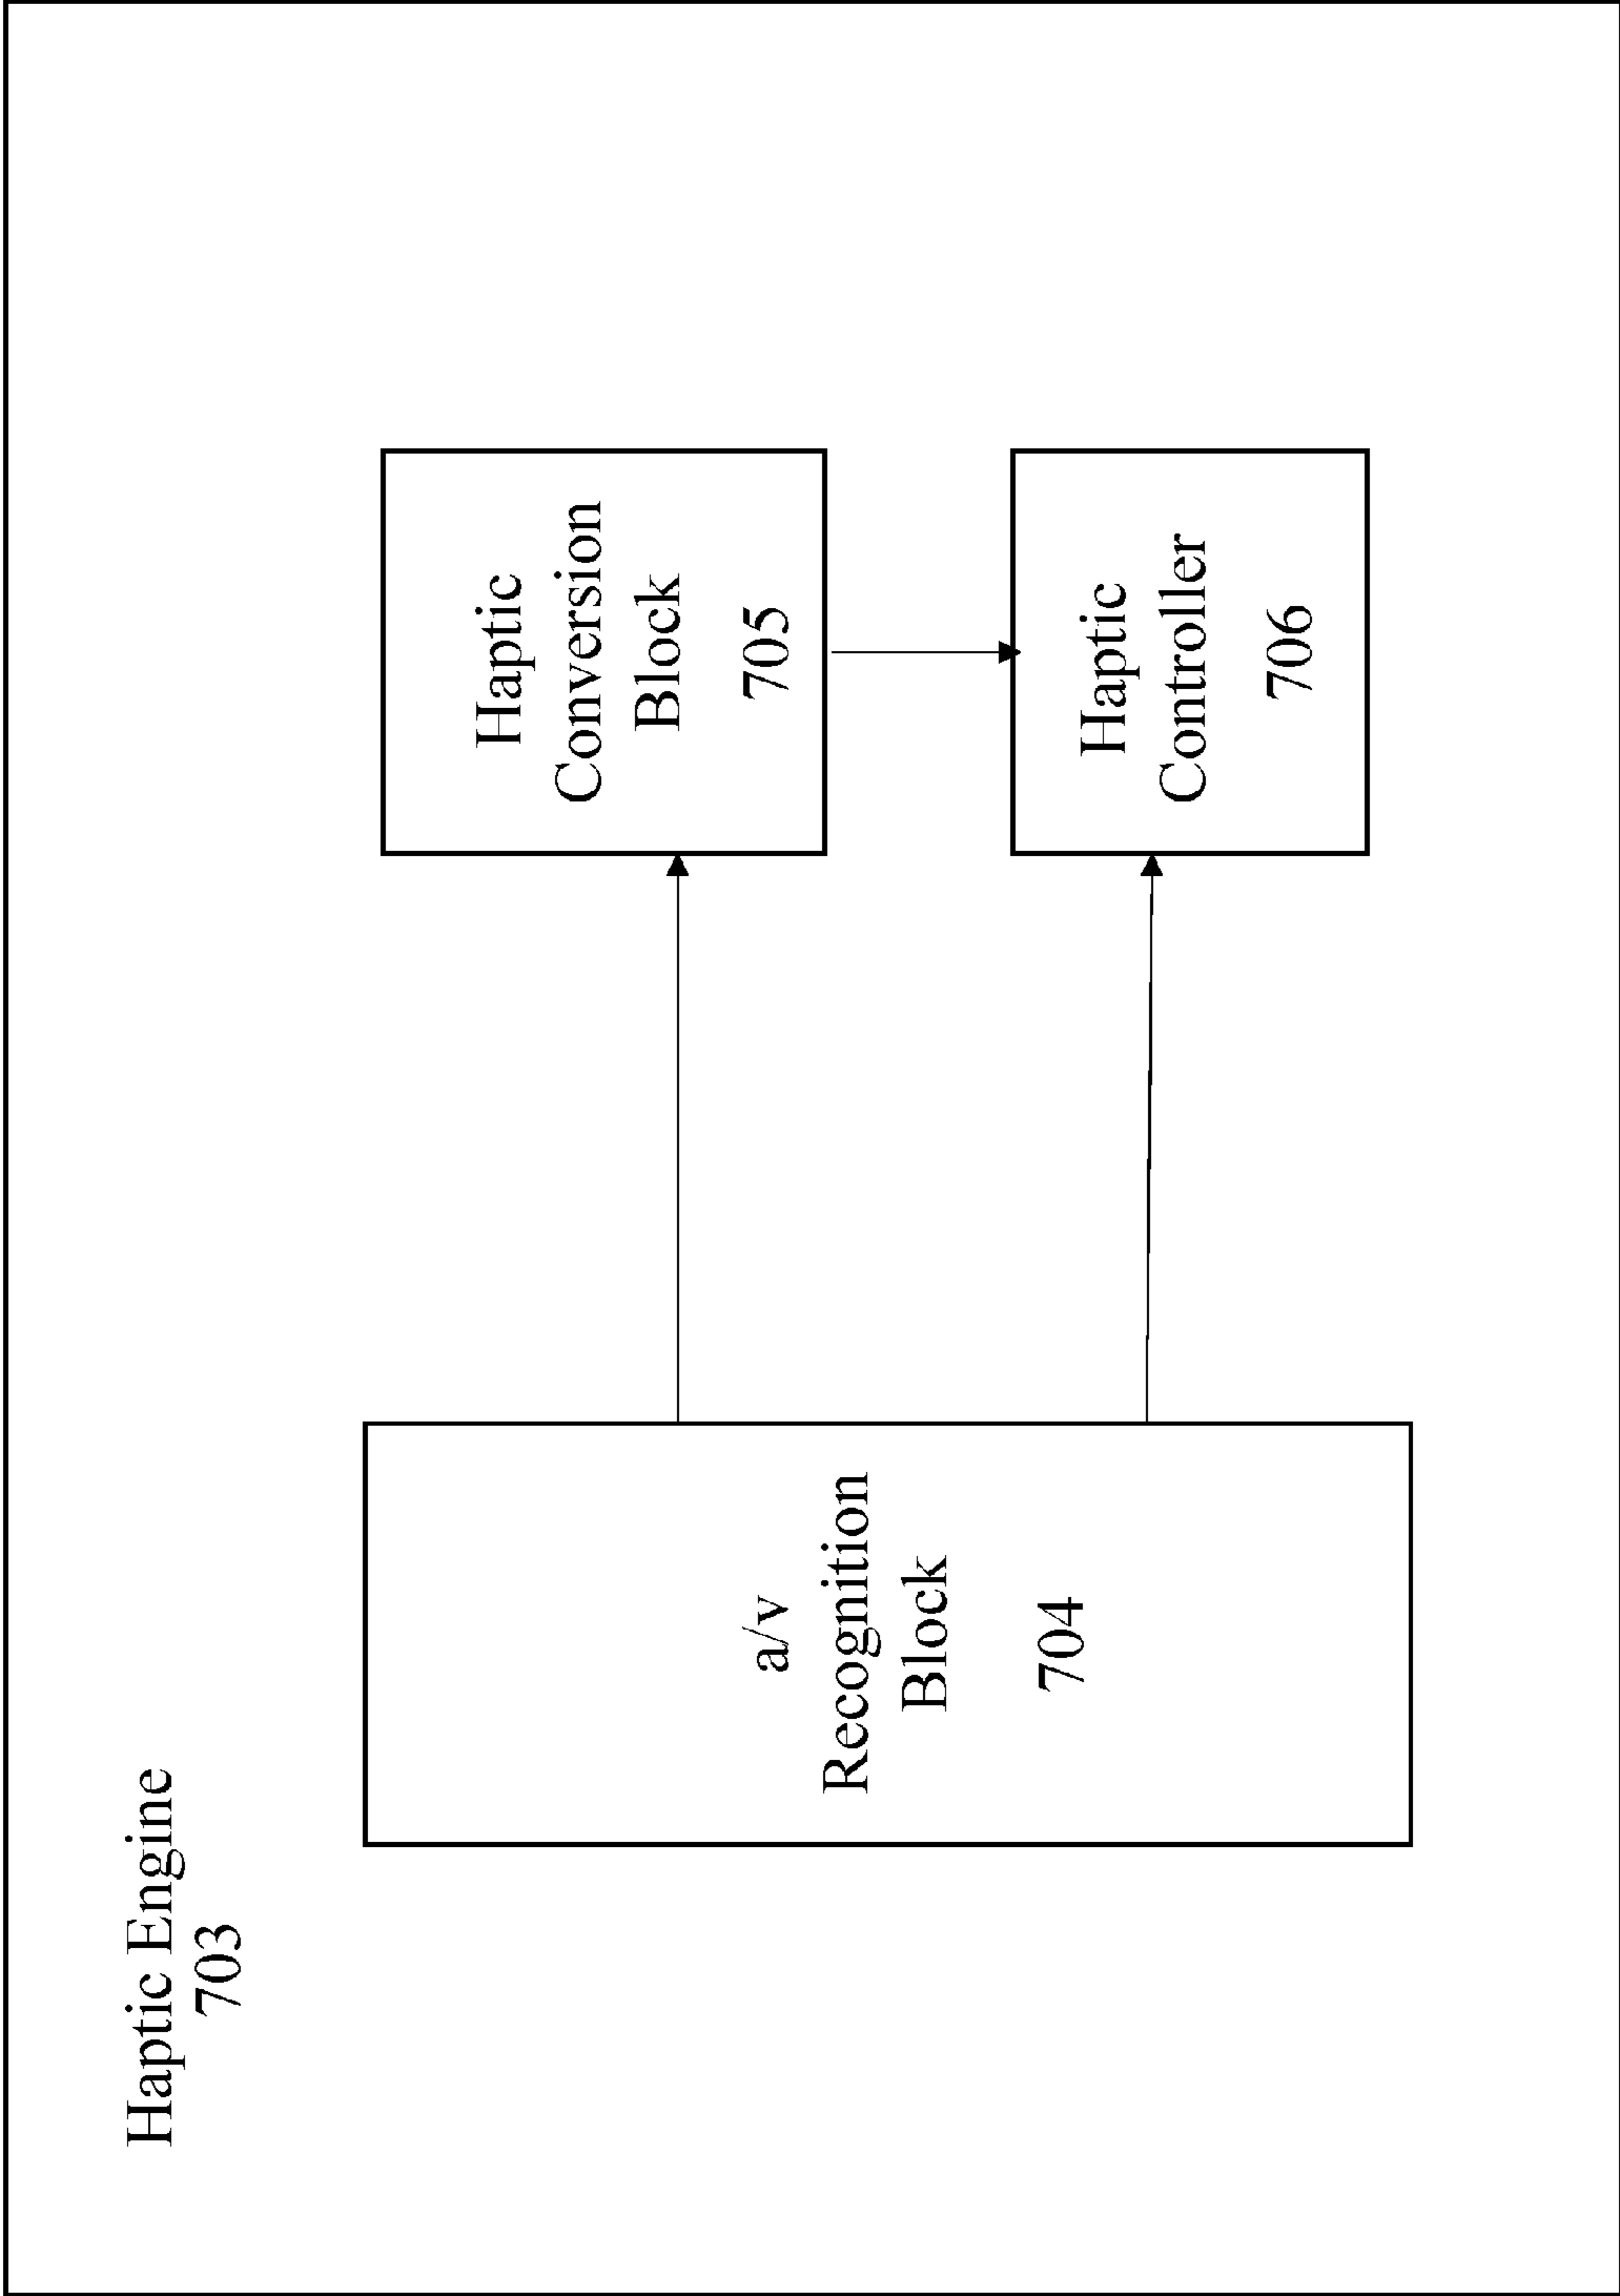 Haptic Engine
703
a/v
Recognition
Block
704
Haptic
Conversion
Block
705
Haptic
Controller
706